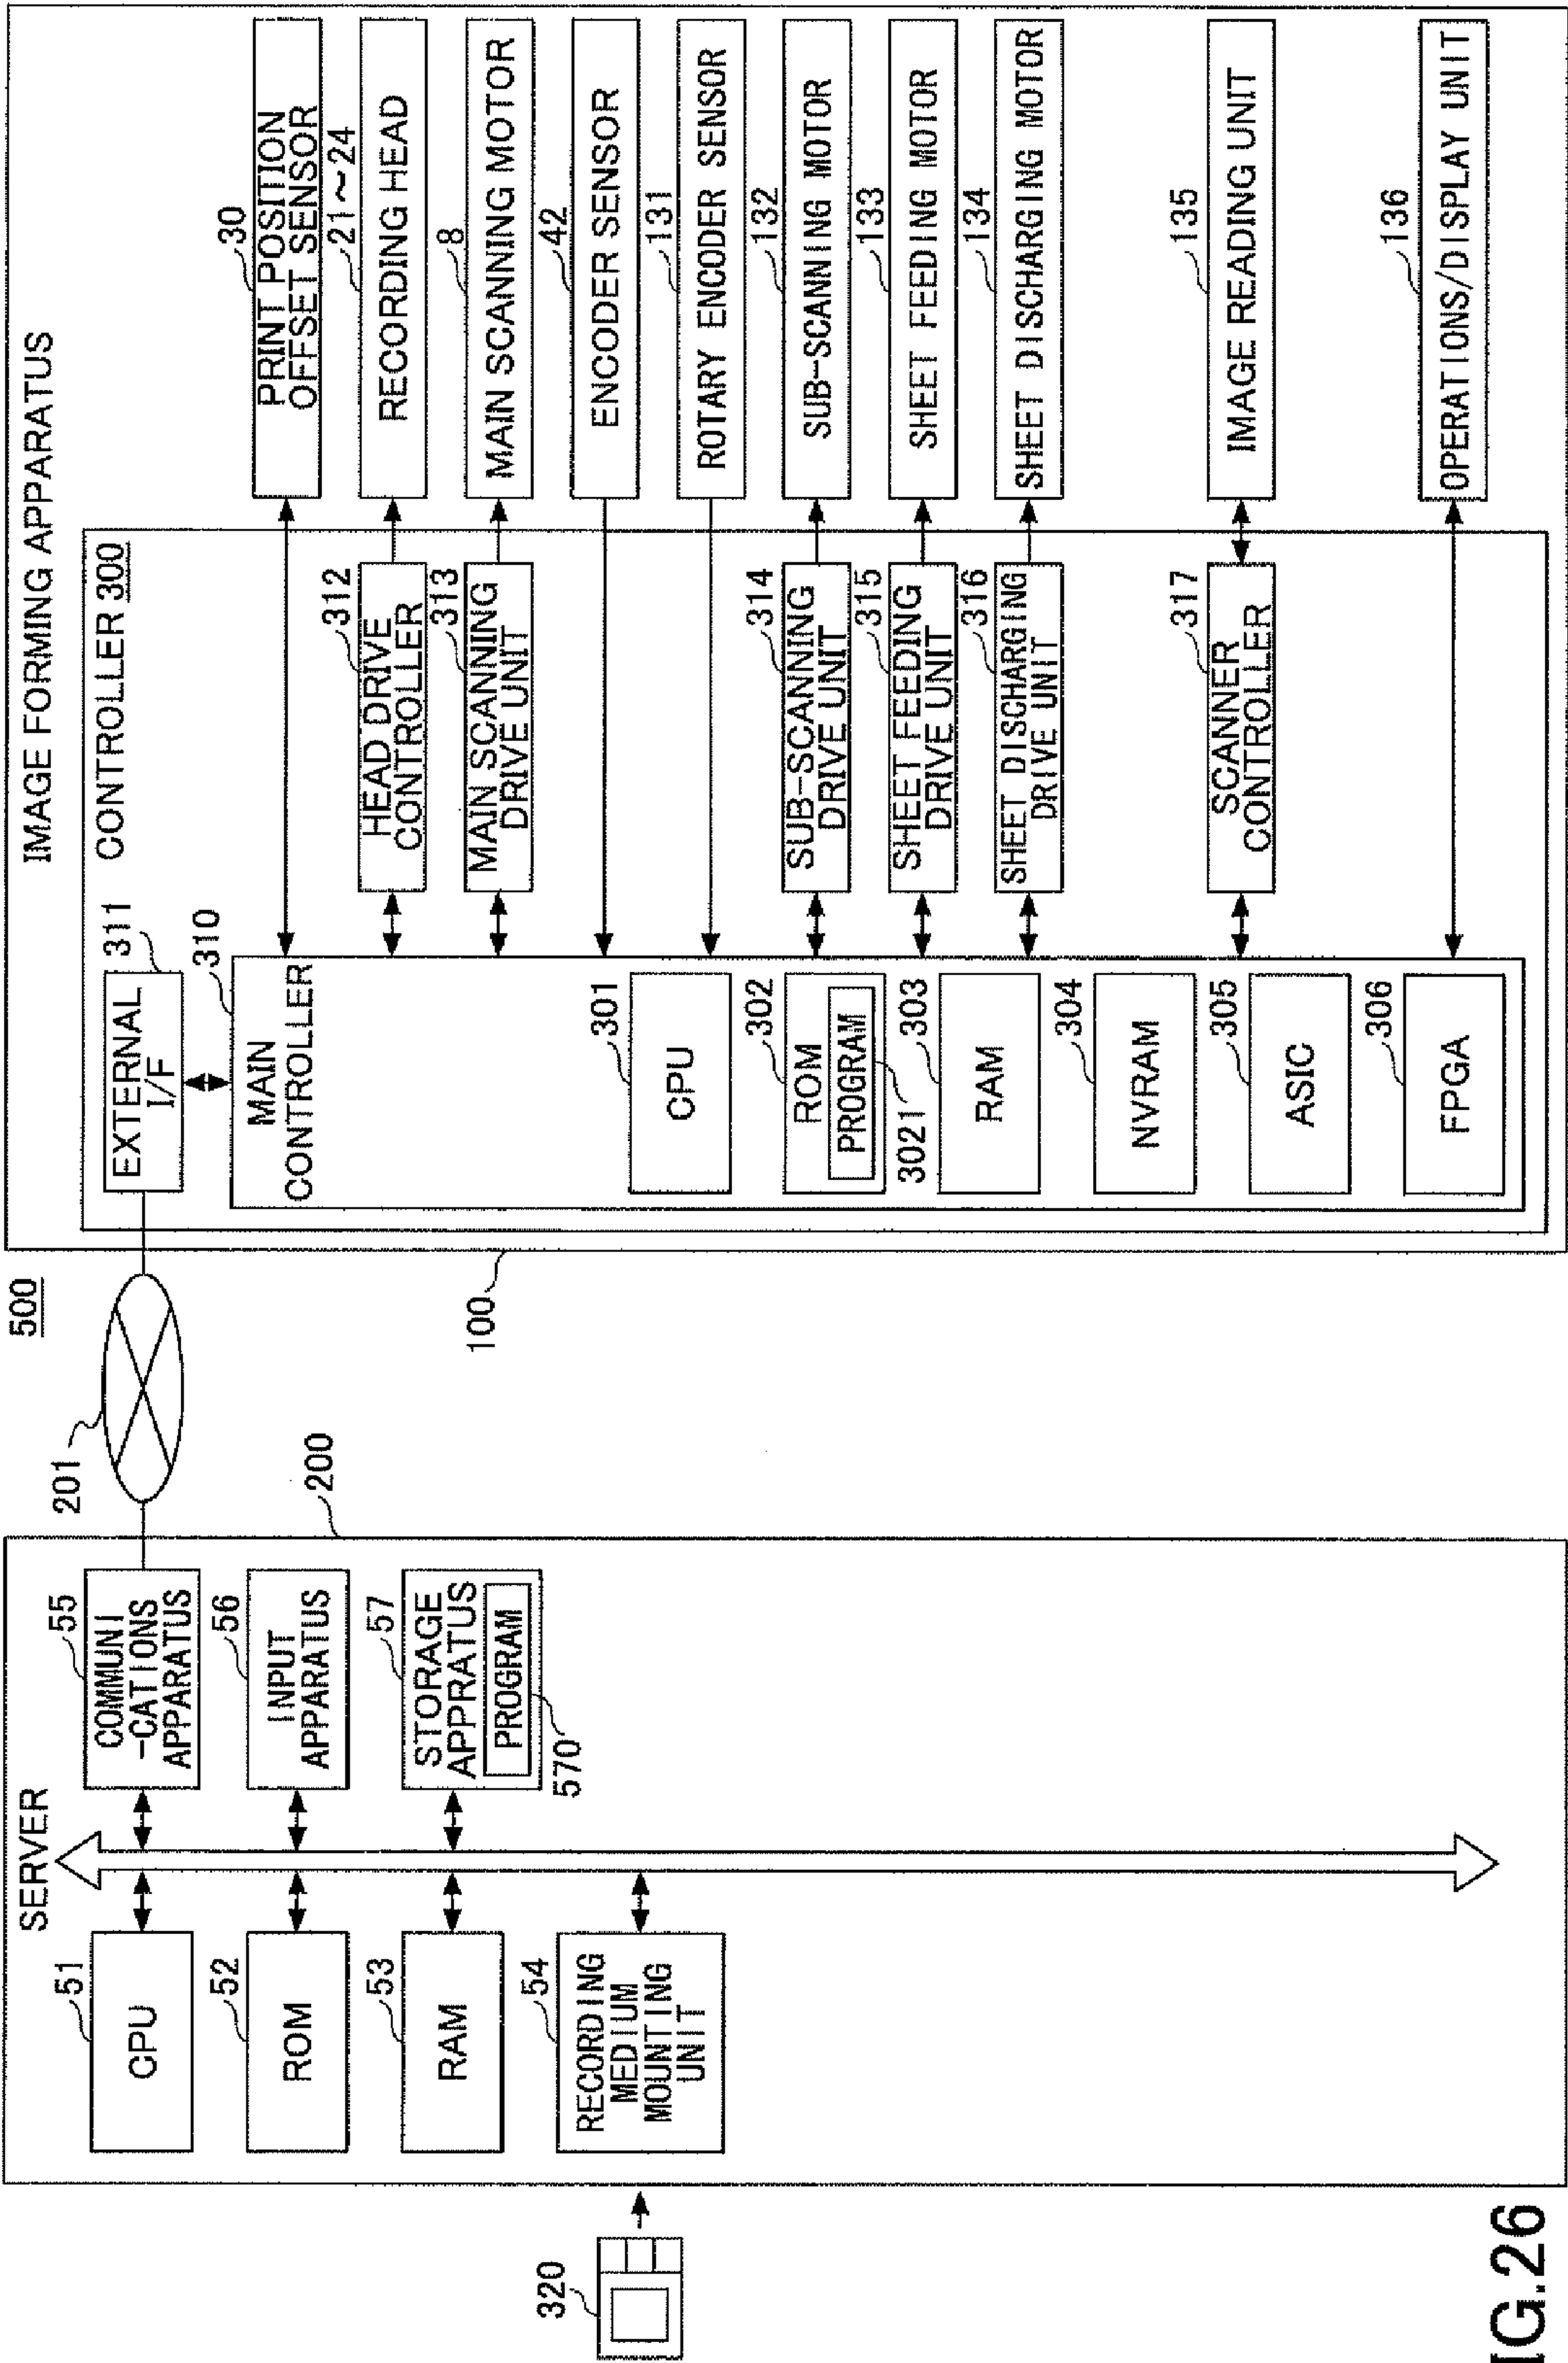 500
SERVER
51
CPU
52
ROM
53
RAM
54
RECORDING
MEDIUM
MOUNTING
UNIT
320
55
COMMUNI
-CATIONS
APPARATUS
56
INPUT
APPARATUS
57
STORAGE
APPRATUS
PROGRAM
570
200
201
IMAGE FORMING APPARATUS
100
CONTROLLER 300
EXTERNAL
I/F
311
310
MAIN
CONTROLLER
301
CPU
302
ROM
PROGRAM
3021
303
RAM
304
NVRAM
305
ASIC
306
FPGA
312
HEAD DRIVE
CONTROLLER
313
MAIN SCANNING
DRIVE UNIT
314
SUB-SCANNING
DRIVE UNIT
315
SHEET FEEDING
DRIVE UNIT
316
SHEET DISCHARGING
DRIVE UNIT
317
SCANNER
CONTROLLER
30
PRINT POSITION
OFFSET SENSOR
21~24
RECORDING HEAD
8
MAIN SCANNING MOTOR
42
ENCODER SENSOR
131
ROTARY ENCODER SENSOR
132
SUB-SCANNING MOTOR
133
SHEET FEEDING MOTOR
134
SHEET DISCHARGING MOTOR
135
IMAGE READING UNIT
136
OPERATIONS/DISPLAY UNIT
IG.26